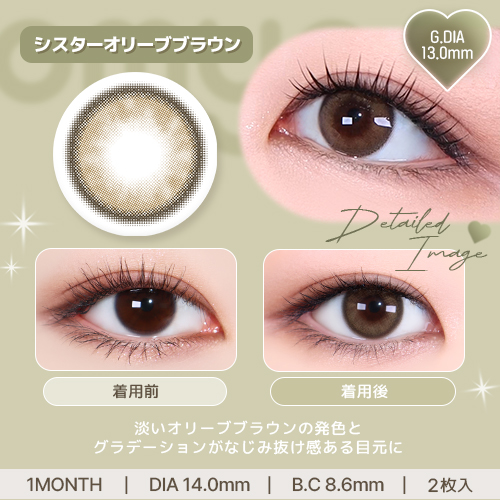 シスターオリーブブラウン
G.DIA
13.0mm
Detailed
Image
着用前
着用後
淡いオリーブブラウンの発色と
グラデーションがなじみ抜け感ある目元に
1MONTH | DIA 14.0mm | B.C 8.6mm | 2枚入